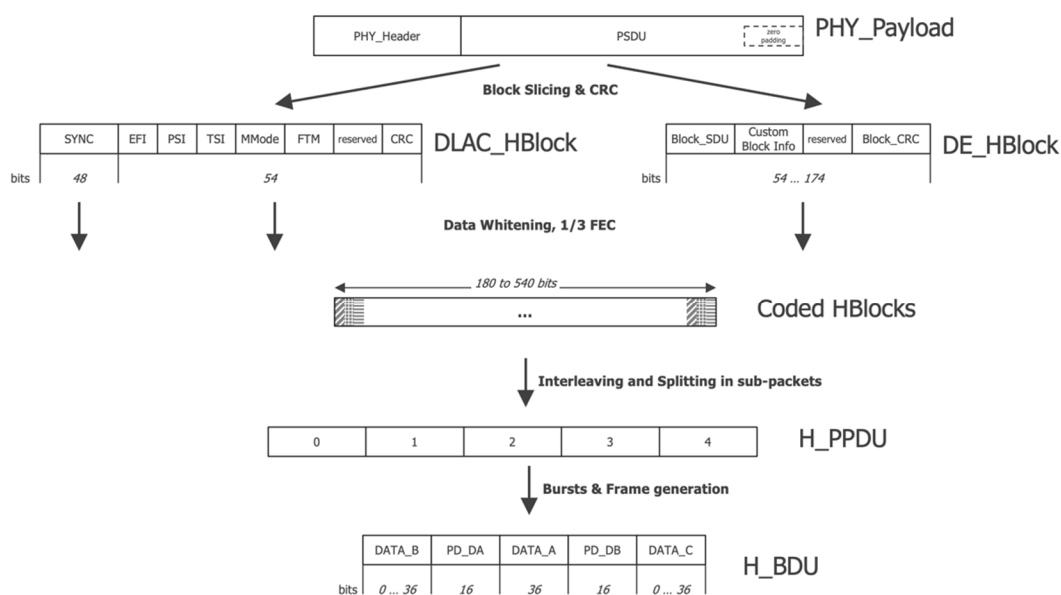 PHY_Header PSDU zero padding PHY_Payload
Block Slicing & CRC
SYNC EFI PSI TSI MMode FTM reserved CRC DLAC_HBlock
bits 48 54
Block_SDU Custom Block Info reserved Block_CRC DE_HBlock
bits 54 ... 174
Data Whitening, 1/3 FEC
180 to 540 bits
... Coded HBlocks
Interleaving and Splitting in sub-packets
0 1 2 3 4 H_PPDU
Bursts & Frame generation
DATA_B PD_DA DATA_A PD_DB DATA_C H_BDU
bits 0 ... 36 16 36 16 0 ... 36